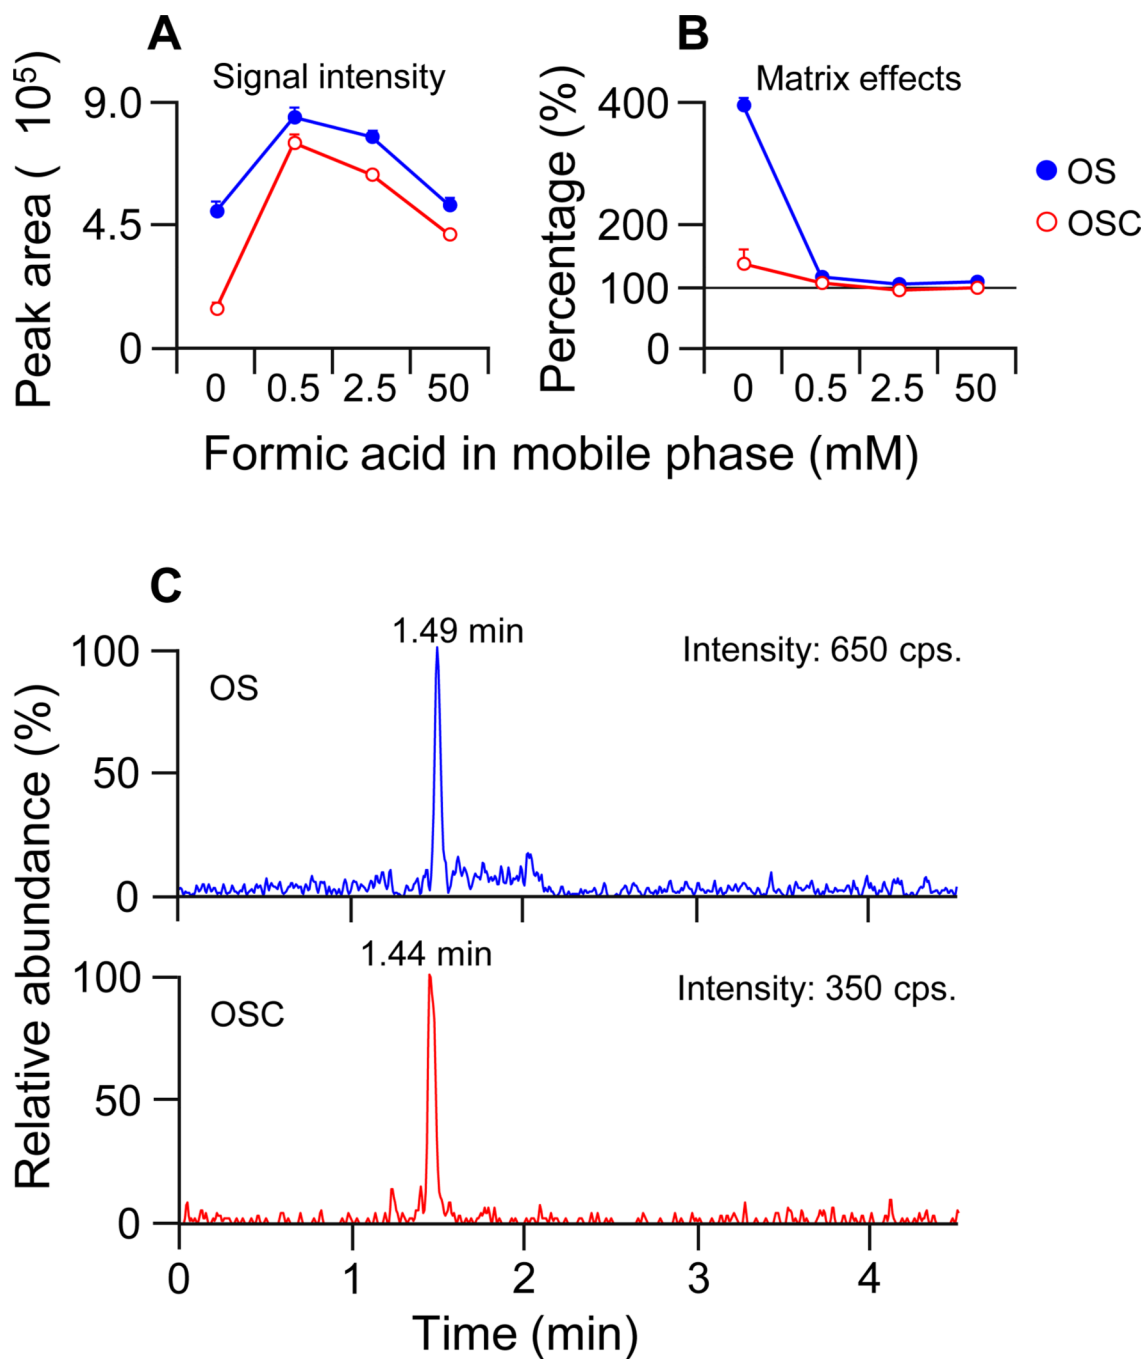 A
Signal intensity
Peak area ( 10⁵)
9.0
4.5
0
0 0.5 2.5 50
B
Matrix effects
Percentage (%)
400
200
100
0
0 0.5 2.5 50
OS
OSC
Formic acid in mobile phase (mM)
C
Relative abundance (%)
1.49 min
Intensity: 650 cps.
OS
100
50
0
1.44 min
Intensity: 350 cps.
OSC
100
50
0
0 1 2 3 4
Time (min)